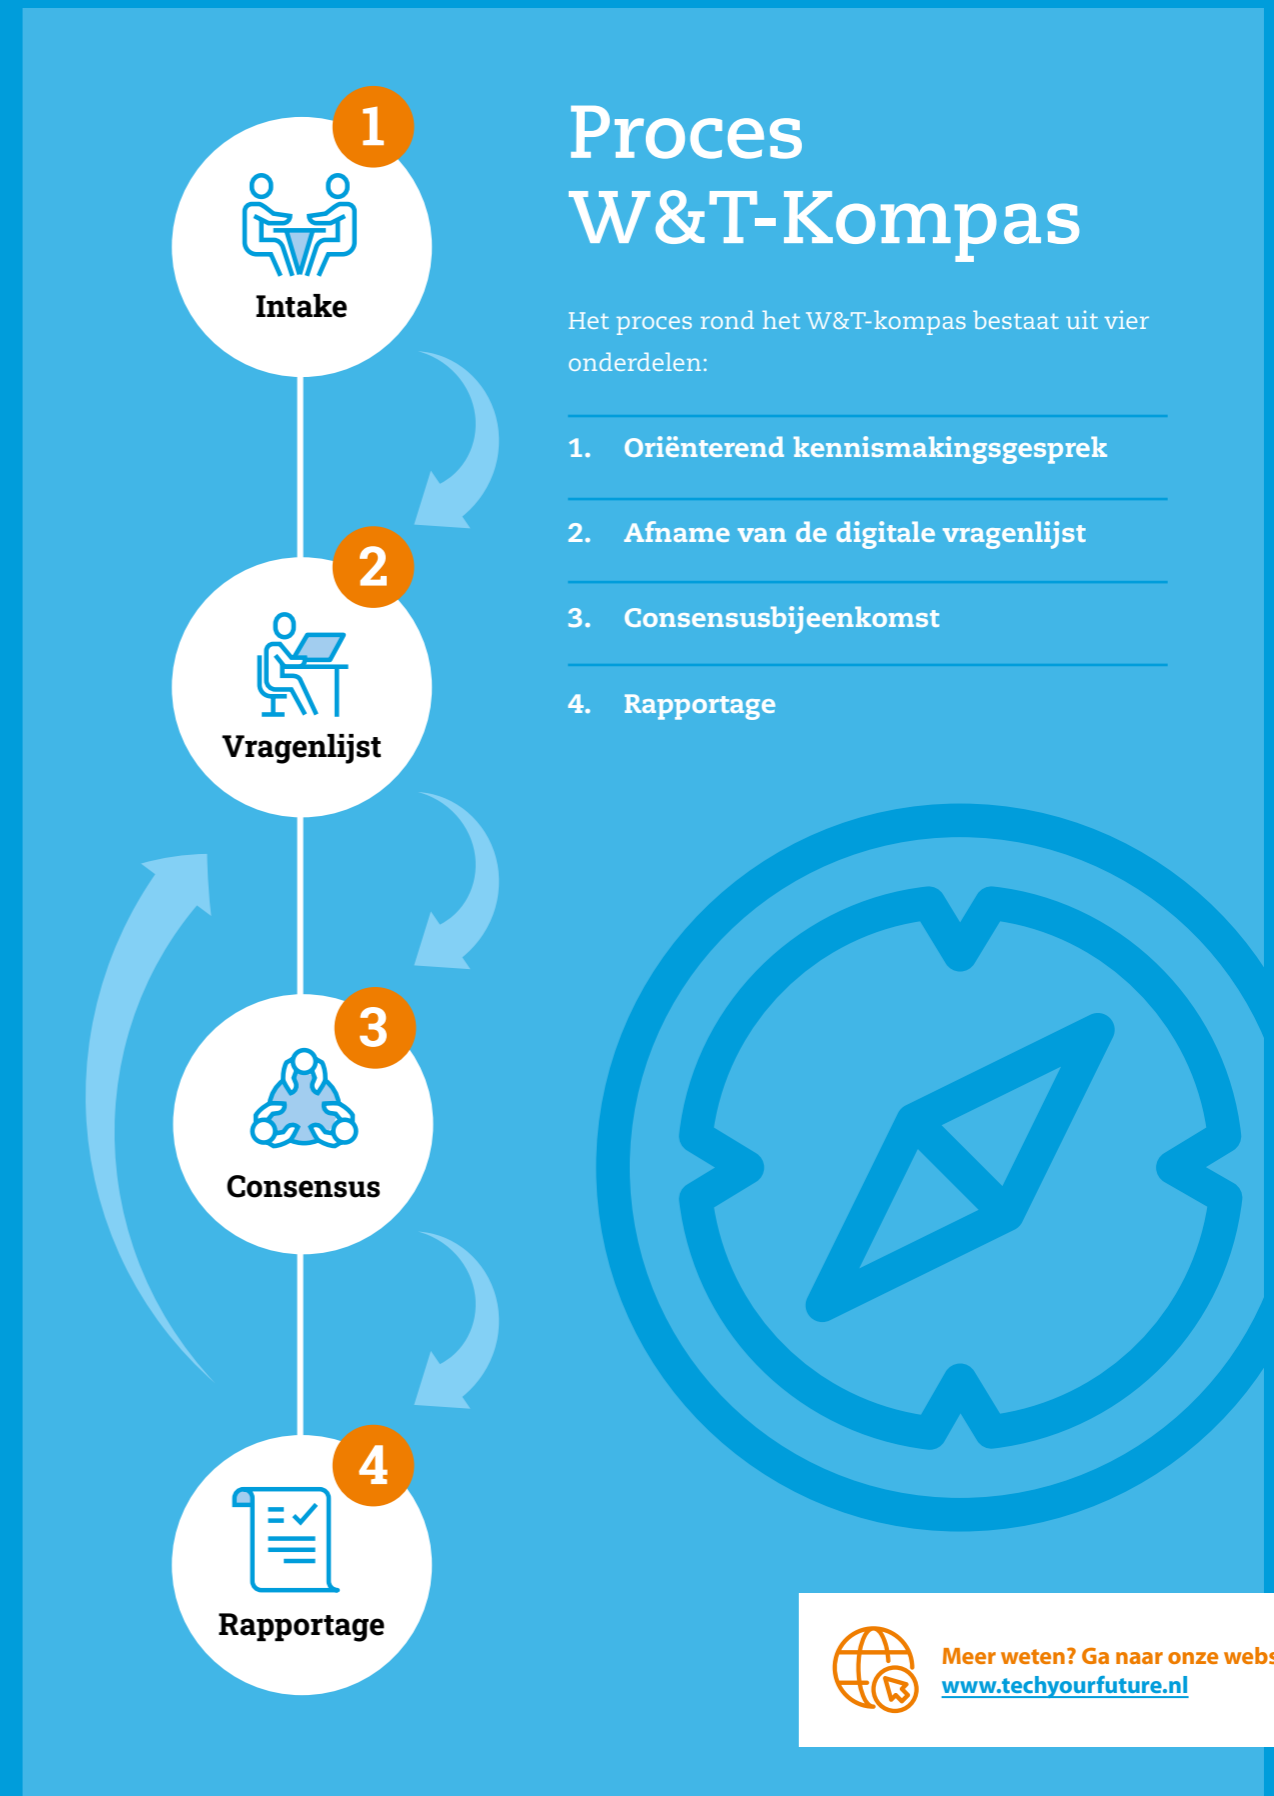 Proces
W&T-Kompas
Het proces rond het W&T-kompas bestaat uit vier
onderdelen:
1. Oriënterend kennismakingsgesprek
2. Afname van de digitale vragenlijst
3. Consensusbijeenkomst
4. Rapportage
1
Intake
2
Vragenlijst
3
Consensus
4
Rapportage
Meer weten? Ga naar onze webs
www.techyourfuture.nl